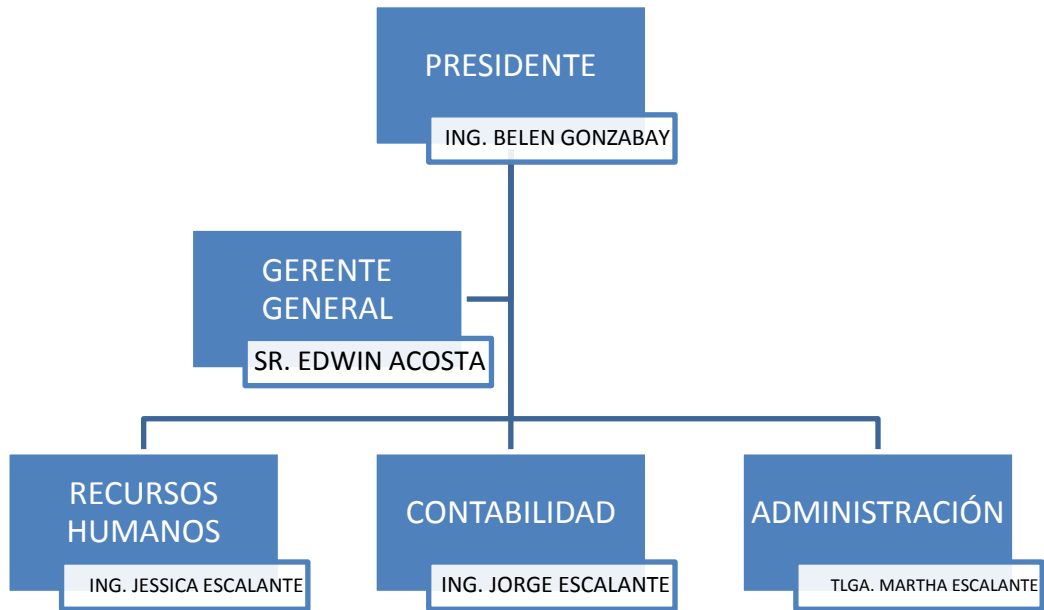 PRESIDENTE
ING. BELEN GONZABAY
GERENTE
GENERAL
SR. EDWIN ACOSTA
RECURSOS
HUMANOS
ING. JESSICA ESCALANTE
CONTABILIDAD
ING. JORGE ESCALANTE
ADMINISTRACIÓN
TLGA. MARTHA ESCALANTE